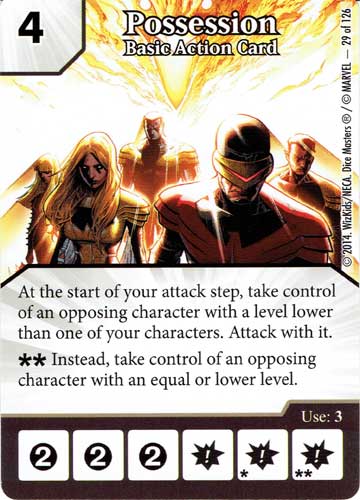 4
Possession
Basic Action Card
© 2014. WizKids/NECA. Dice Masters ® / © MARVEL — 29 of 126
At the start of your attack step, take control
of an opposing character with a level lower
than one of your characters. Attack with it.
** Instead, take control of an opposing
character with an equal or lower level.
Use: 3
2 2 2 ! ! !
* **